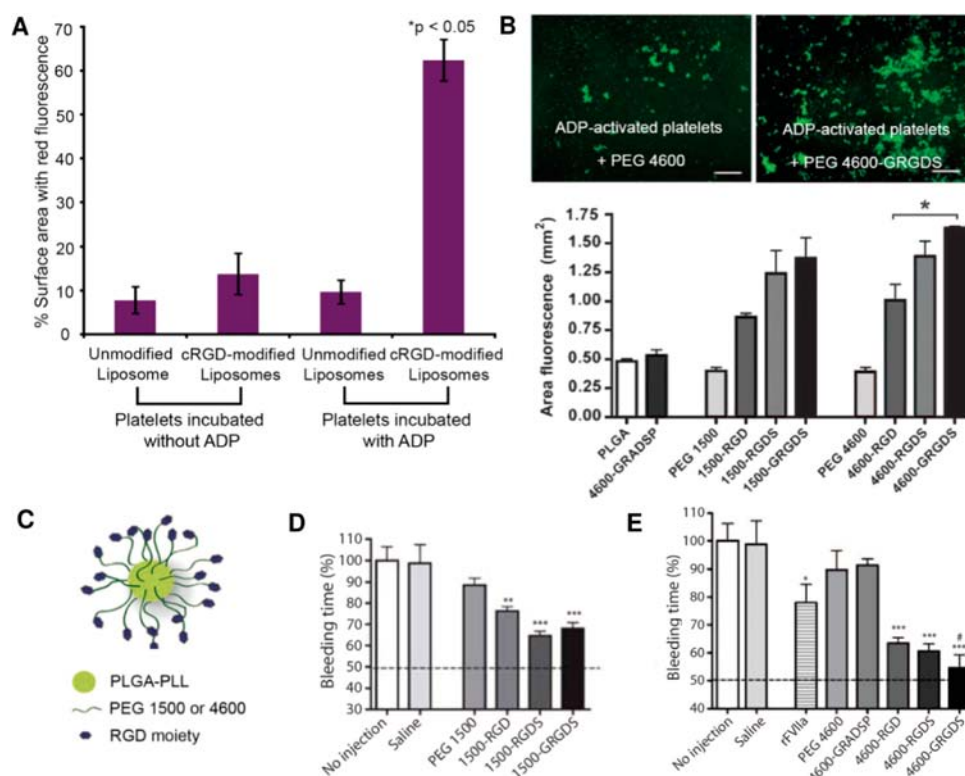 A
*p < 0.05
% Surface area with red fluorescence
70
60
50
40
30
20
10
0
Unmodified cRGD-modified Unmodified cRGD-modified
Liposome Liposomes Liposomes Liposomes
Platelets incubated Platelets incubated
without ADP with ADP
B
ADP-activated platelets
+ PEG 4600
ADP-activated platelets
+ PEG 4600-GRGDS
Area fluorescence (mm²)
1.75
1.50
1.25
1.00
0.75
0.50
0.25
0.00
*
PLGA
4600-GRADSP
PEG 1500
1500-RGD
1500-RGDS
1500-GRGDS
PEG 4600
4600-RGD
4600-RGDS
4600-GRGDS
C
PLGA-PLL
PEG 1500 or 4600
RGD moiety
D
Bleeding time (%)
110
100
90
80
70
60
50
40
30
**
***
***
No injection
Saline
PEG 1500
1500-RGD
1500-RGDS
1500-GRGDS
E
Bleeding time (%)
110
100
90
80
70
60
50
40
*
***
***
#
***
No injection
Saline
rFVIIa
PEG 4600
4600-GRADSP
4600-RGD
4600-RGDS
4600-GRGDS